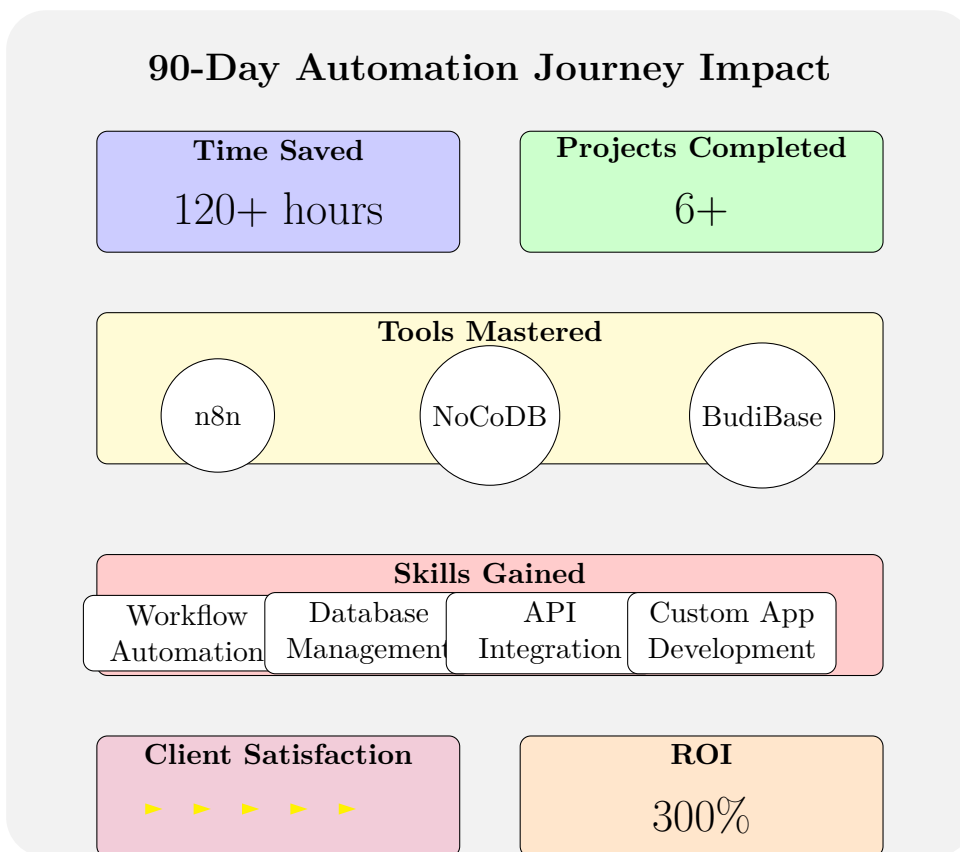 90-Day Automation Journey Impact
Time Saved
120+ hours
Projects Completed
6+
Tools Mastered
n8n
NoCoDB
BudiBase
Skills Gained
Workflow
Automation
Database
Management
API
Integration
Custom App
Development
Client Satisfaction
ROI
300%